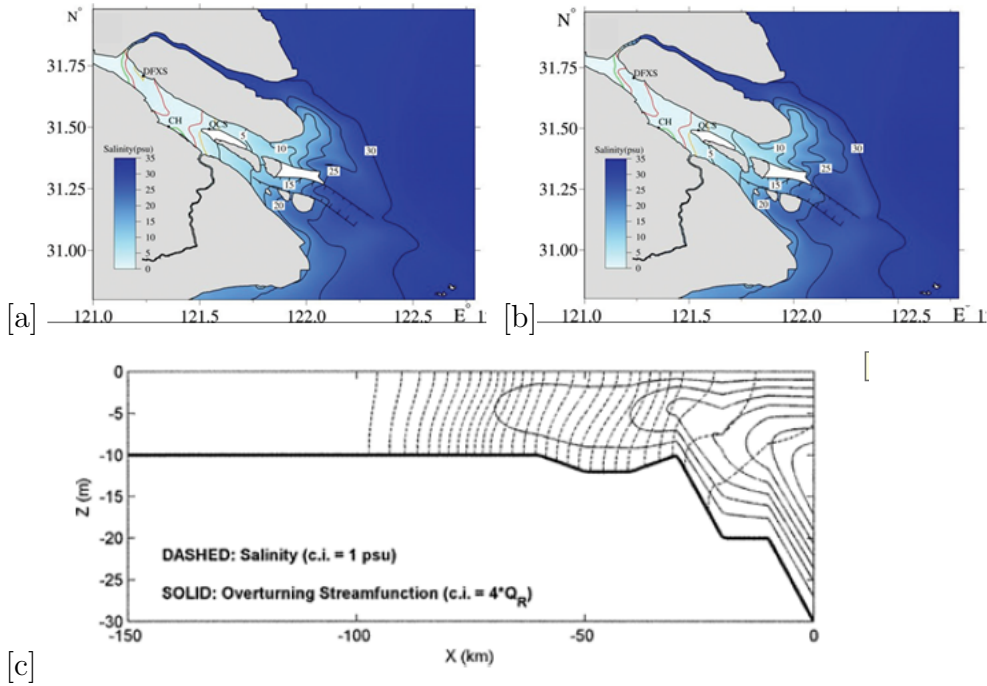 N°
31.75
31.50
31.25
31.00
DFXS
CH
QCS
5
10
15
20
25
30
Salinity(psu)
35
30
25
20
15
10
5
0
[a]
121.0 121.5 122.0 122.5 E°
N°
31.75
31.50
31.25
31.00
DFXS
CH
QCS
5
10
15
20
25
30
Salinity(psu)
35
30
25
20
15
10
5
0
[b]
121.0 121.5 122.0 122.5 E
[
0
-5
-10
-15
-20
-25
-30
Z (m)
DASHED: Salinity (c.i. = 1 psu)
SOLID: Overturning Streamfunction (c.i. = 4*Q_R)
-150 -100 -50 0
X (km)
[c]